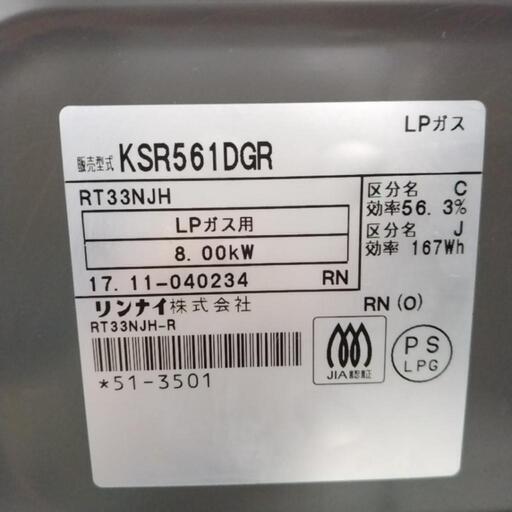 LPガス
販売型式 KSR561DGR
RT33NJH
LPガス用
8.00kW
17.11-040234 RN
区分名 C
効率56.3%
区分名 J
効率 167Wh
リンナイ株式会社
RN(O)
RT33NJH-R
*51-3501
JIA認証
PS
LPG